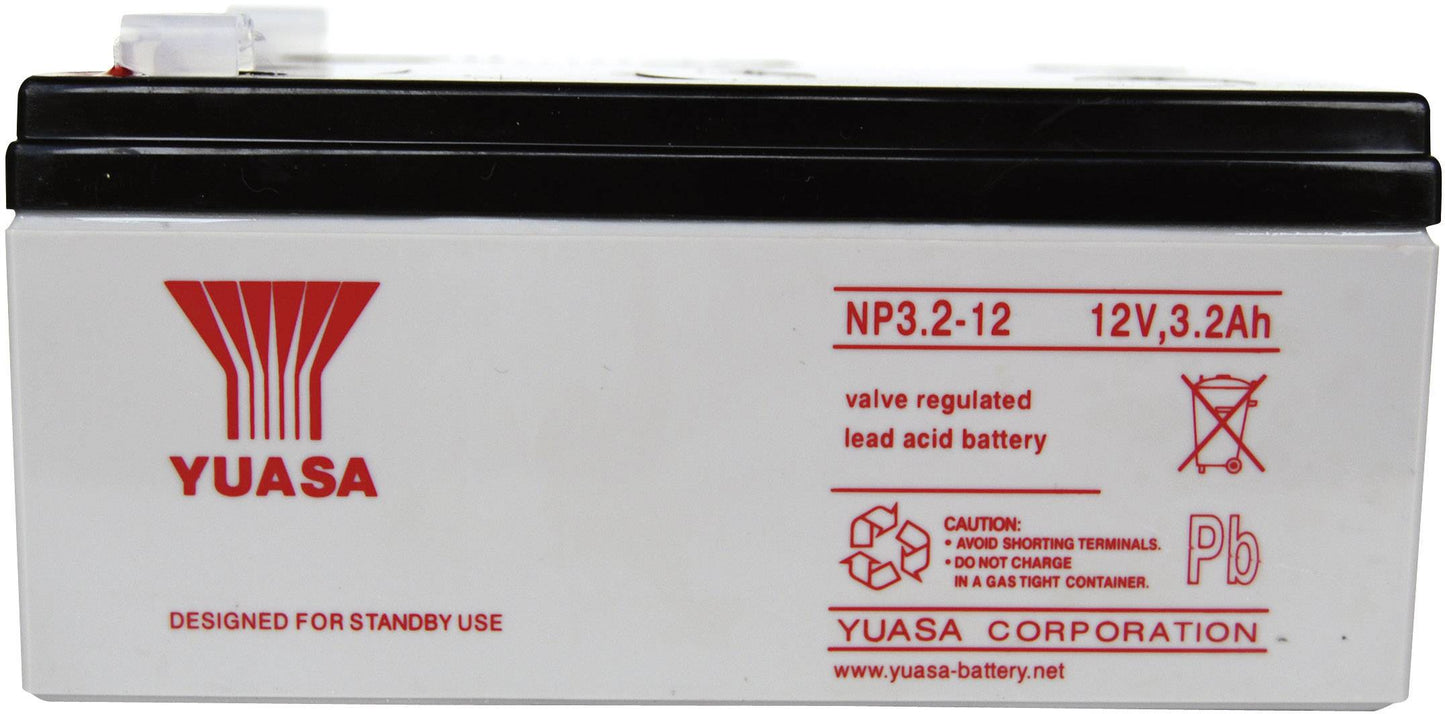 YUASA
DESIGNED FOR STANDBY USE
NP3.2-12 12V,3.2Ah
valve regulated
lead acid battery
CAUTION:
• AVOID SHORTING TERMINALS.
• DO NOT CHARGE
IN A GAS TIGHT CONTAINER.
Pb
YUASA CORPORATION
www.yuasa-battery.net